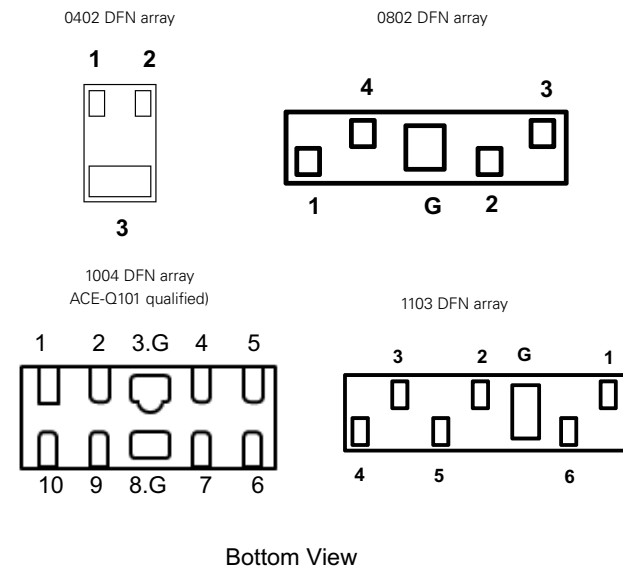 0402 DFN array
0802 DFN array
1 2
4 3
1 G 2
3
1004 DFN array
ACE-Q101 qualified)
1103 DFN array
1 2 3.G 4 5
3 2 G 1
10 9 8.G 7 6
4 5 6
Bottom View